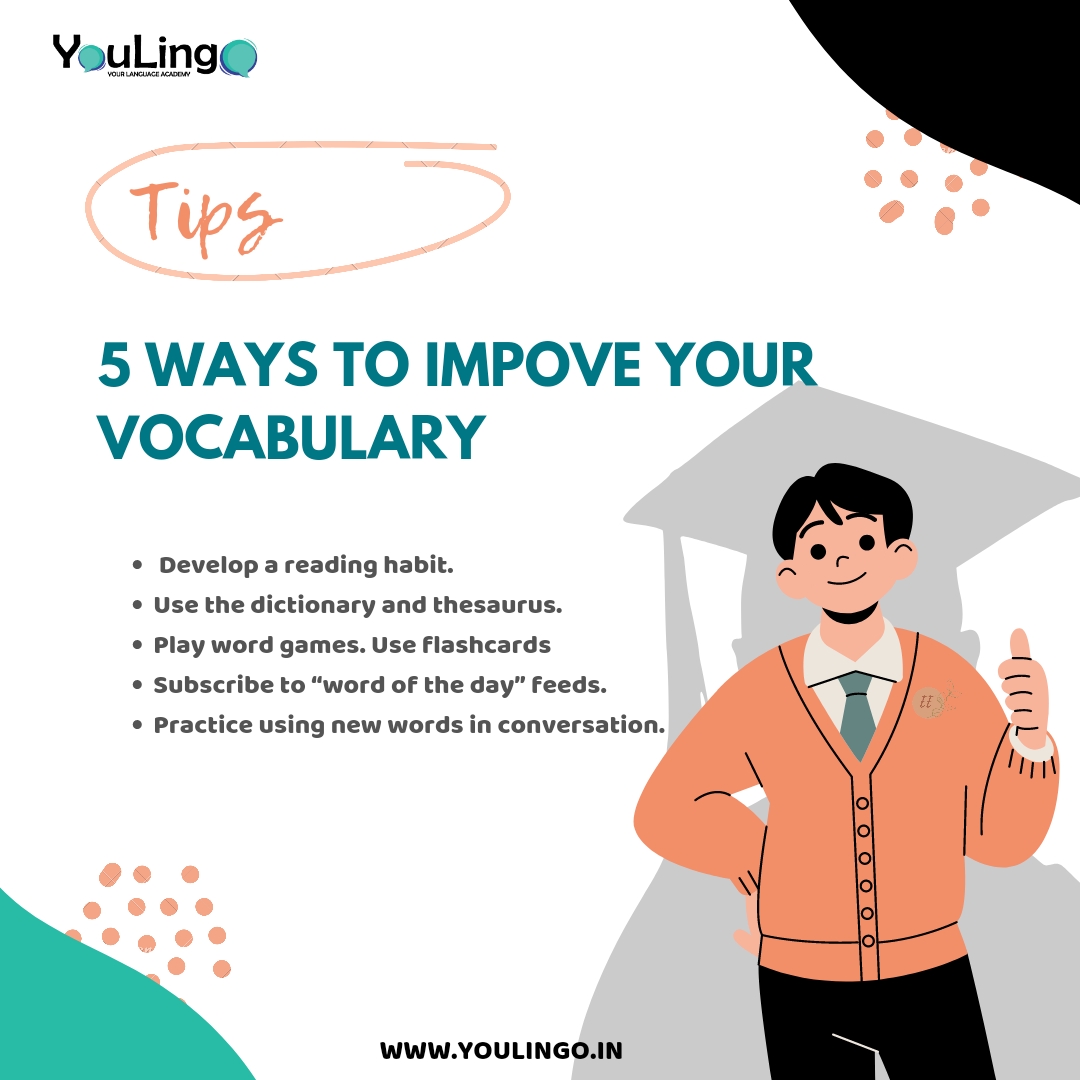 YouLingo
YOUR LANGUAGE ACADEMY
Tips
5 WAYS TO IMPOVE YOUR
VOCABULARY
• Develop a reading habit.
• Use the dictionary and thesaurus.
• Play word games. Use flashcards
• Subscribe to “word of the day” feeds.
• Practice using new words in conversation.
tt
WWW.YOULINGO.IN